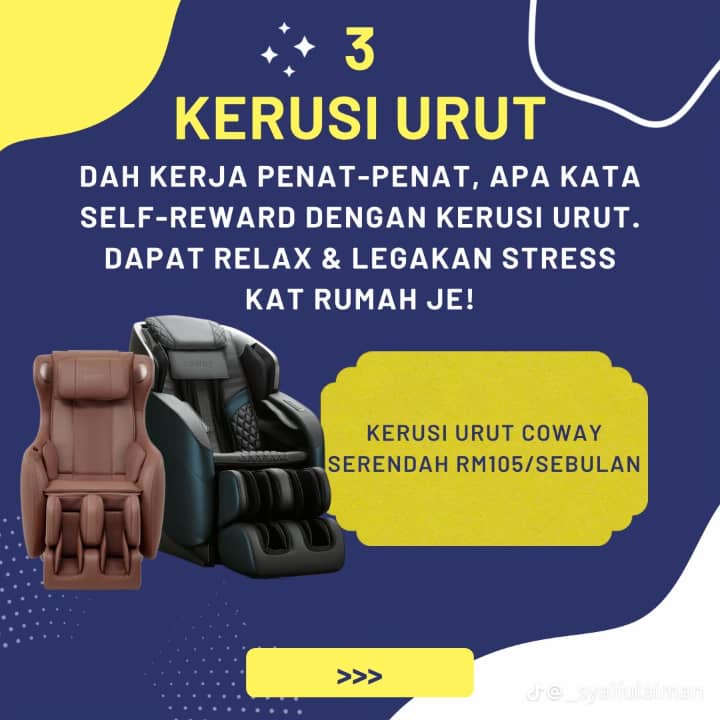 3
KERUSI URUT
DAH KERJA PENAT-PENAT, APA KATA
SELF-REWARD DENGAN KERUSI URUT.
DAPAT RELAX & LEGAKAN STRESS
KAT RUMAH JE!
KERUSI URUT COWAY
SERENDAH RM105/SEBULAN
>>>
@_syaifulaiman